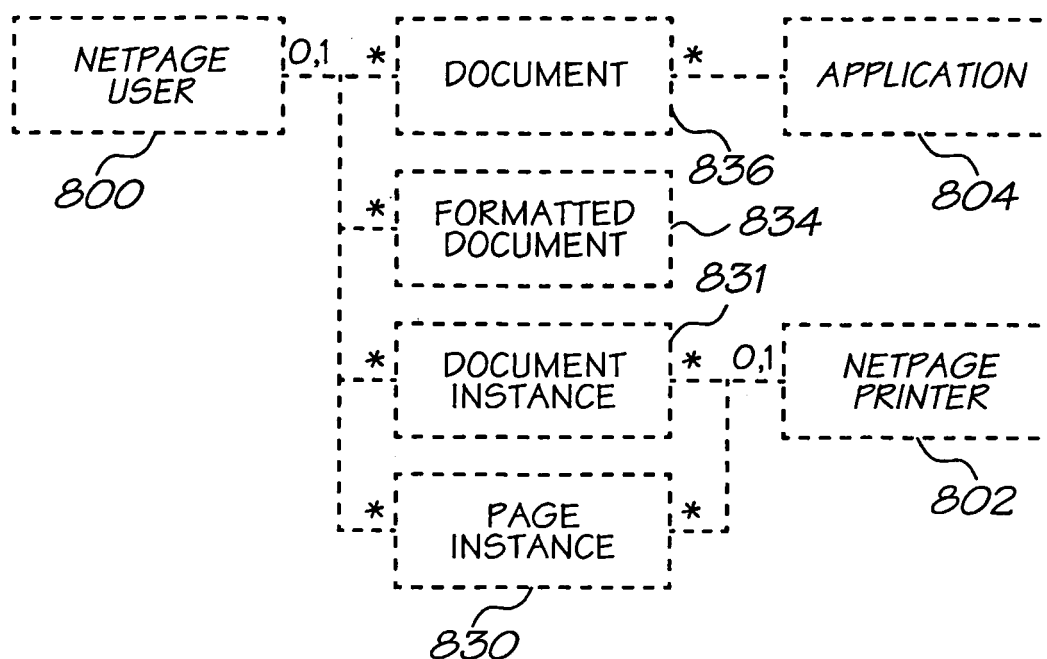 NETPAGE
USER
0,1
*
DOCUMENT
*
APPLICATION
800
836
804
*
FORMATTED
DOCUMENT
834
831
*
DOCUMENT
INSTANCE
*
0,1
NETPAGE
PRINTER
802
*
PAGE
INSTANCE
*
830